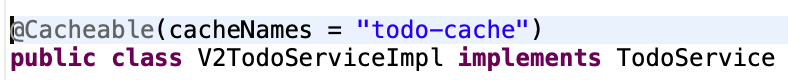 @Cacheable(cacheNames = "todo-cache")
public class V2TodoServiceImpl implements TodoService